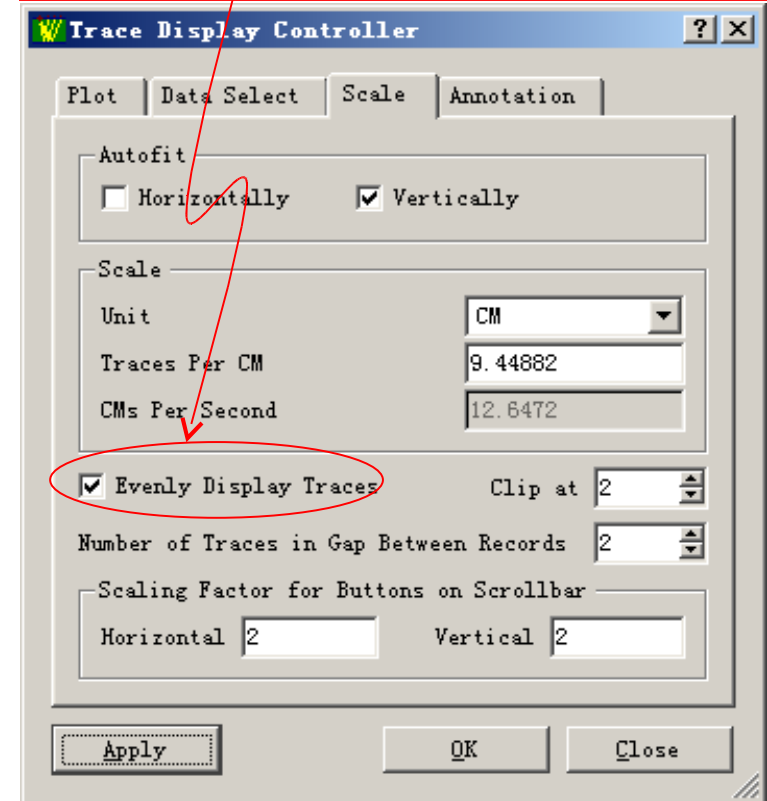 Trace Display Controller
Plot Data Select Scale Annotation
Autofit
Horizontally Vertically
Scale
Unit CM
Traces Per CM 9.44882
CMs Per Second 12.6472
Evenly Display Traces Clip at 2
Number of Traces in Gap Between Records 2
Scaling Factor for Buttons on Scrollbar
Horizontal 2 Vertical 2
Apply OK Close